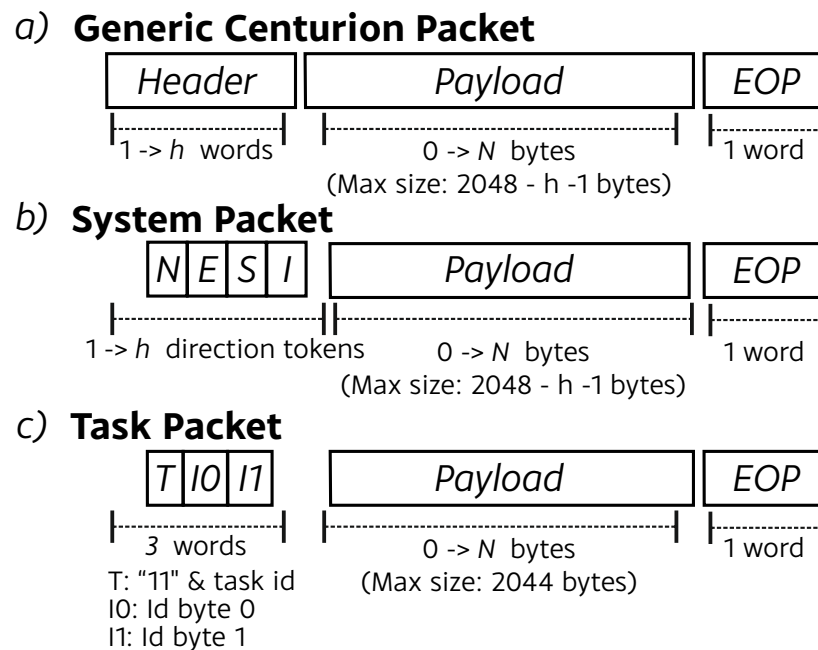 a) Generic Centurion Packet
Header Payload EOP
1 -> h words 0 -> N bytes 1 word
(Max size: 2048 - h -1 bytes)
b) System Packet
N E S I Payload EOP
1 -> h direction tokens 0 -> N bytes 1 word
(Max size: 2048 - h -1 bytes)
c) Task Packet
T I0 I1 Payload EOP
3 words 0 -> N bytes 1 word
T: "11" & task id (Max size: 2044 bytes)
I0: Id byte 0
I1: Id byte 1